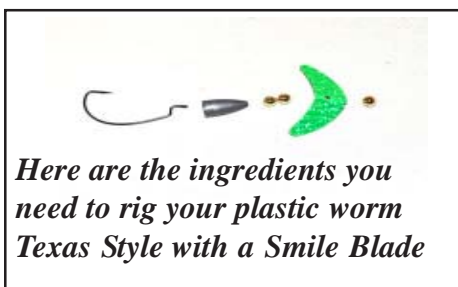 Here are the ingredients you
need to rig your plastic worm
Texas Style with a Smile Blade